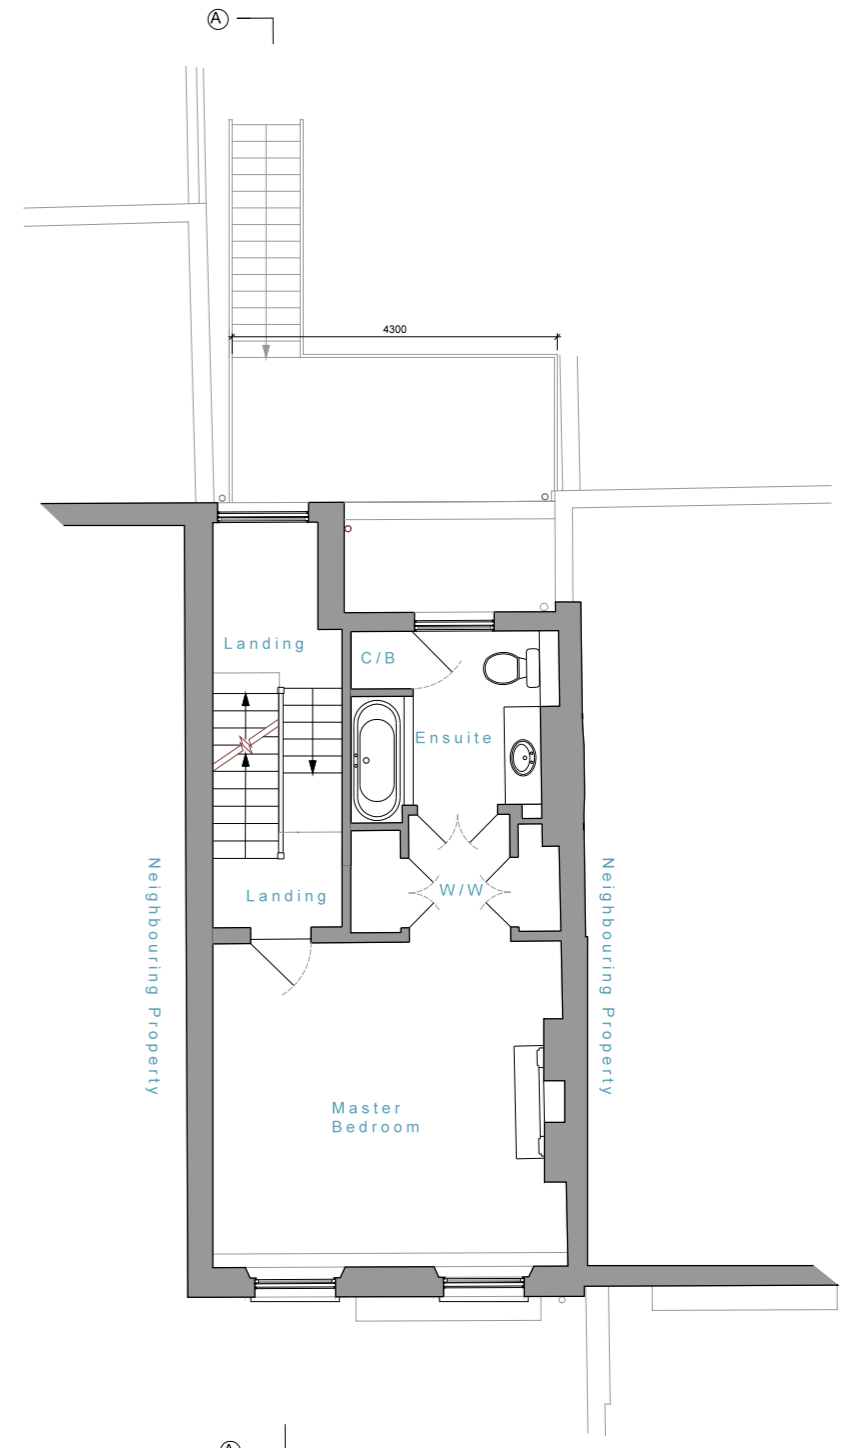 A
4300
Landing
C/B
Ensuite
W/W
Landing
Neighbouring Property
Neighbouring Property
Master
Bedroom
A